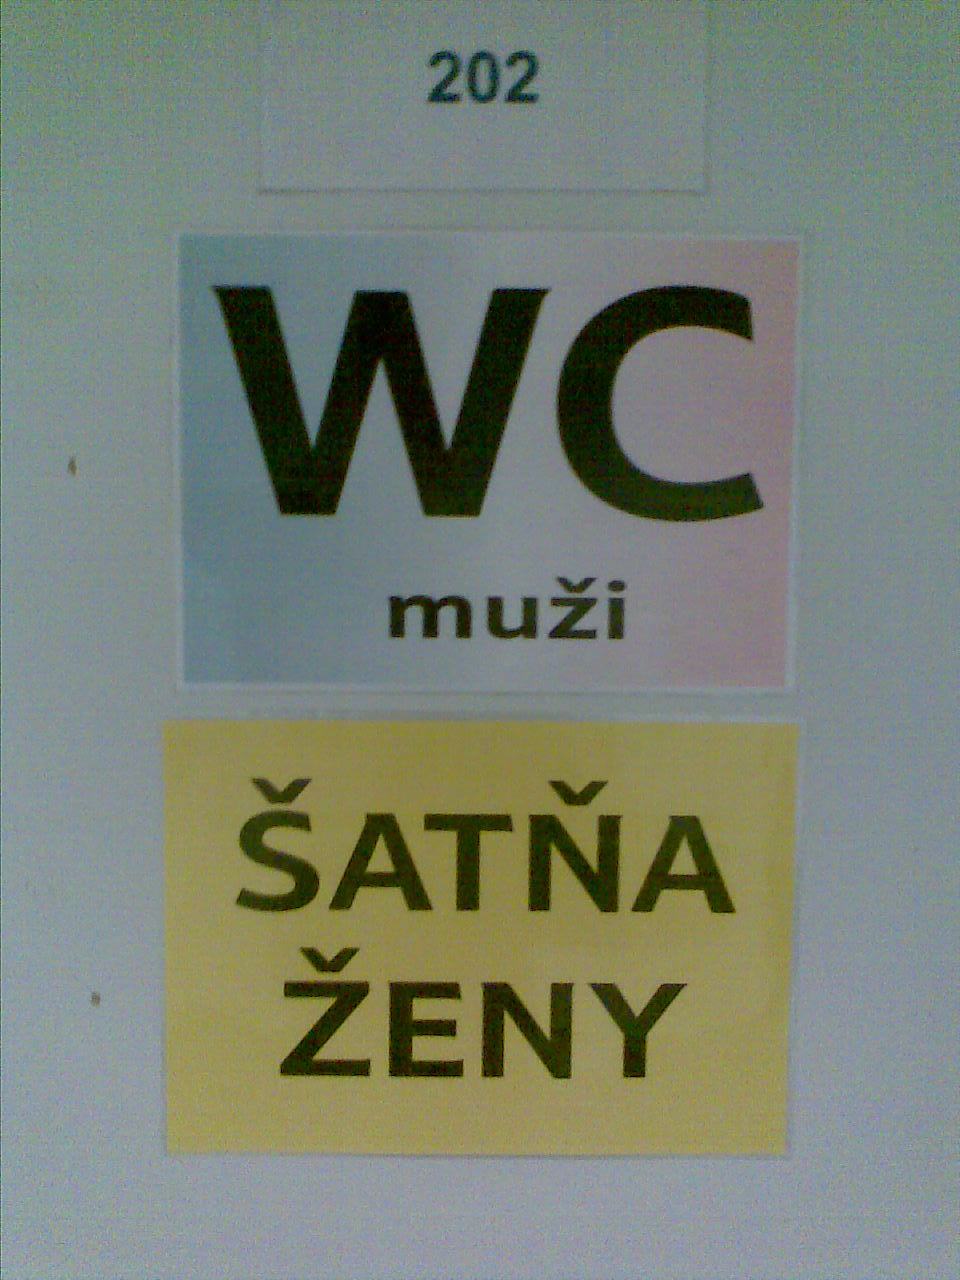 202
WC
muži
ŠATŇA
ŽENY